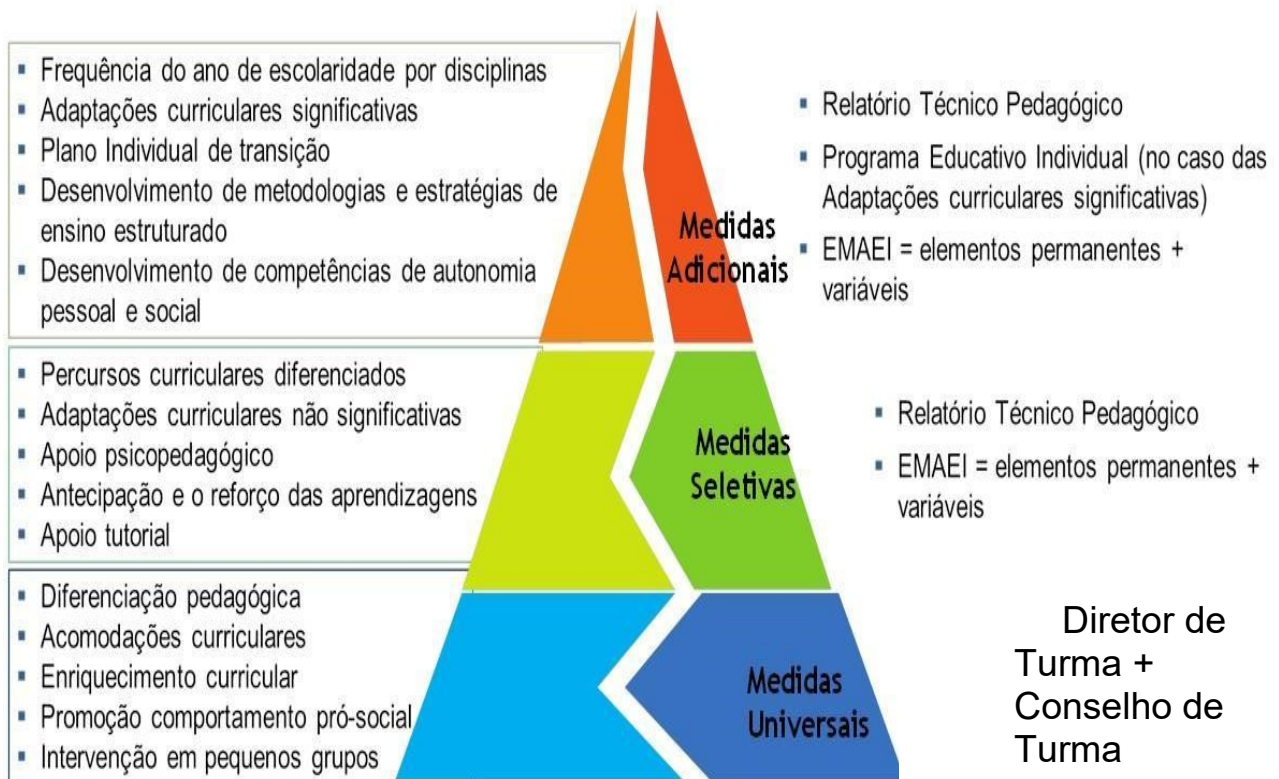 ▪ Frequência do ano de escolaridade por disciplinas
▪ Adaptações curriculares significativas
▪ Plano Individual de transição
▪ Desenvolvimento de metodologias e estratégias de
ensino estruturado
▪ Desenvolvimento de competências de autonomia
pessoal e social
Medidas
Adicionais
▪ Relatório Técnico Pedagógico
▪ Programa Educativo Individual (no caso das
Adaptações curriculares significativas)
▪ EMAEI = elementos permanentes +
variáveis
▪ Percursos curriculares diferenciados
▪ Adaptações curriculares não significativas
▪ Apoio psicopedagógico
▪ Antecipação e o reforço das aprendizagens
▪ Apoio tutorial
Medidas
Seletivas
▪ Relatório Técnico Pedagógico
▪ EMAEI = elementos permanentes +
variáveis
▪ Diferenciação pedagógica
▪ Acomodações curriculares
▪ Enriquecimento curricular
▪ Promoção comportamento pró-social
▪ Intervenção em pequenos grupos
Medidas
Universais
Diretor de
Turma +
Conselho de
Turma